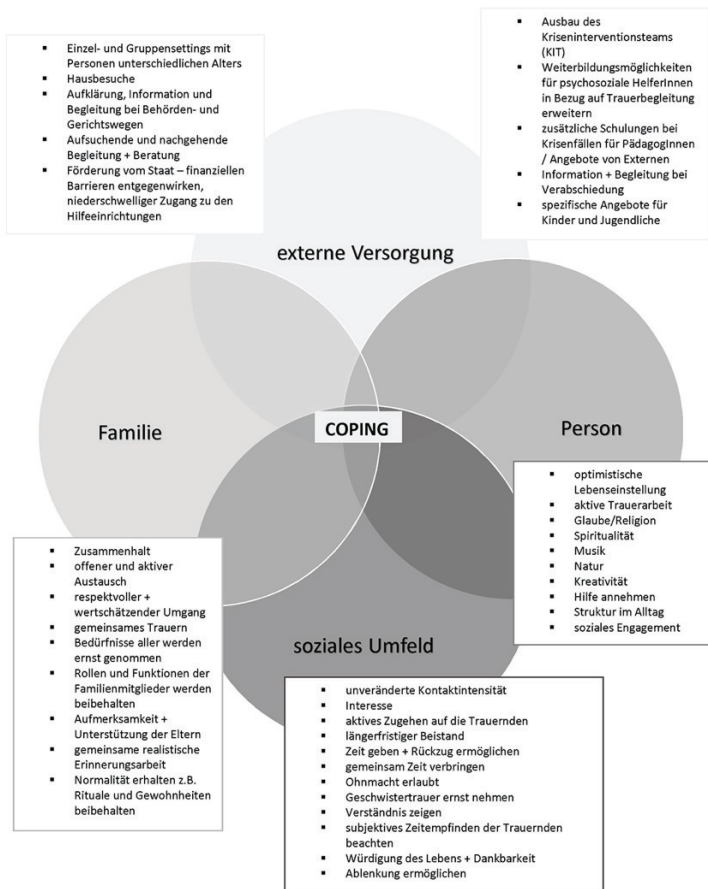 Einzel- und Gruppensettings mit
Personen unterschiedlichen Alters
Hausbesuche
Aufklärung, Information und
Begleitung bei Behörden- und
Gerichtswegen
Aufsuchende und nachgehende
Begleitung + Beratung
Förderung vom Staat – finanziellen
Barrieren entgegenwirken,
niederschwelliger Zugang zu den
Hilfeeinrichtungen
Ausbau des
Kriseninterventionsteams
(KIT)
Weiterbildungsmöglichkeiten
für psychosoziale HelferInnen
in Bezug auf Trauerbegleitung
erweitern
zusätzliche Schulungen bei
Krisenfällen für PädagogInnen
/ Angebote von Externen
Information + Begleitung bei
Verabschiedung
spezifische Angebote für
Kinder und Jugendliche
externe Versorgung
Familie
COPING
Person
optimistische
Lebenseinstellung
aktive Trauerarbeit
Glaube/Religion
Spiritualität
Musik
Natur
Kreativität
Hilfe annehmen
Struktur im Alltag
soziales Engagement
Zusammenhalt
offener und aktiver
Austausch
respektvoller +
wertschätzender Umgang
gemeinsames Trauern
Bedürfnisse aller werden
ernst genommen
Rollen und Funktionen der
Familienmitglieder werden
beibehalten
Aufmerksamkeit +
Unterstützung der Eltern
gemeinsame realistische
Erinnerungsarbeit
Normalität erhalten z.B.
Rituale und Gewohnheiten
beibehalten
soziales Umfeld
unveränderte Kontaktintensität
Interesse
aktives Zugehen auf die Trauernden
längerfristiger Beistand
Zeit geben + Rückzug ermöglichen
gemeinsam Zeit verbringen
Ohnmacht erlaubt
Geschwistertrauer ernst nehmen
Verständnis zeigen
subjektives Zeitempfinden der Trauernden
beachten
Würdigung des Lebens + Dankbarkeit
Ablenkung ermöglichen